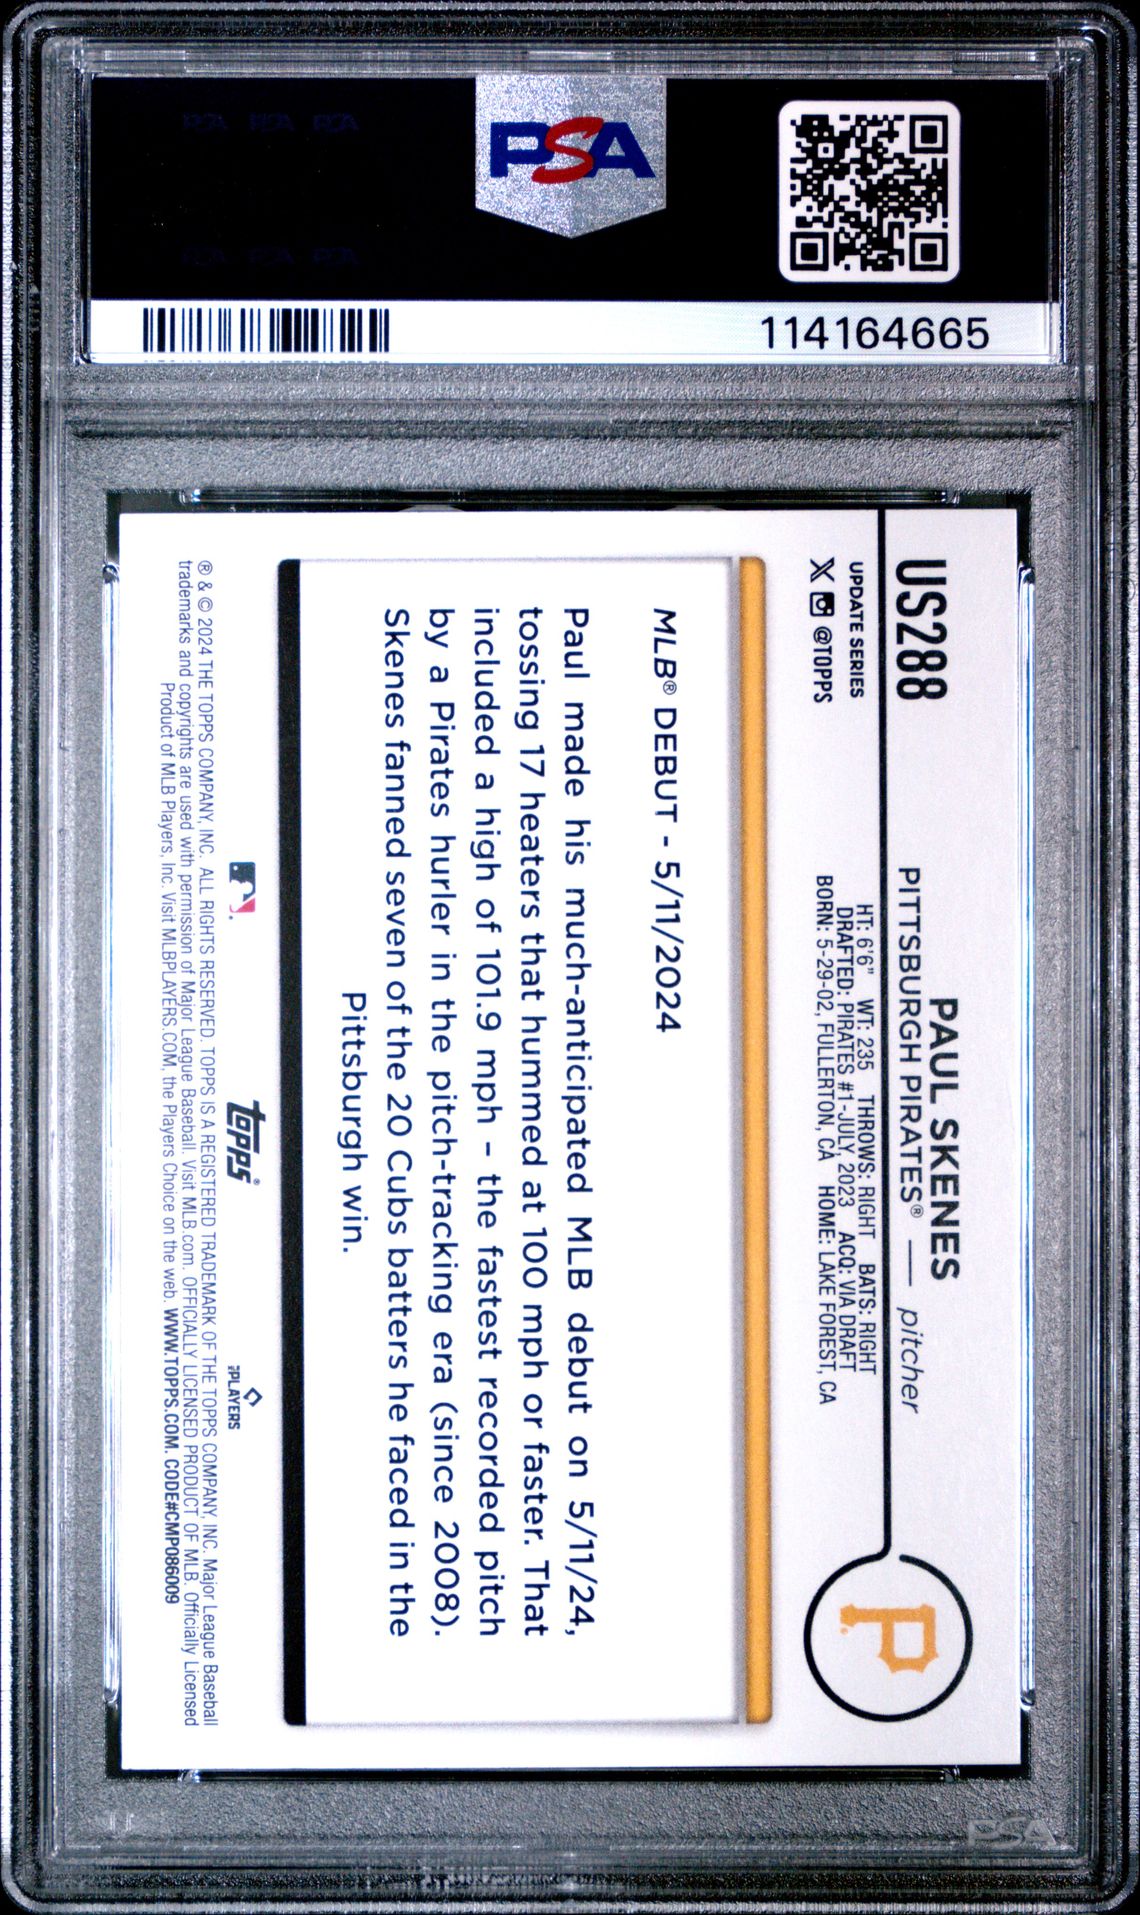 PSA
PSA PSA PSA
PSA PSA PSA
114164665
US288
PAUL SKENES
PITTSBURGH PIRATES® — pitcher
UPDATE SERIES
X @TOPPS
HT: 6'6" WT: 235 THROWS: RIGHT BATS: RIGHT
DRAFTED: PIRATES #1-JULY, 2023 ACQ: VIA DRAFT
BORN: 5-29-02, FULLERTON, CA HOME: LAKE FOREST, CA
P
MLB® DEBUT - 5/11/2024
Paul made his much-anticipated MLB debut on 5/11/24,
tossing 17 heaters that hummed at 100 mph or faster. That
included a high of 101.9 mph – the fastest recorded pitch
by a Pirates hurler in the pitch-tracking era (since 2008).
Skenes fanned seven of the 20 Cubs batters he faced in the
Pittsburgh win.
topps®
PLAYERS
® & © 2024 THE TOPPS COMPANY, INC. ALL RIGHTS RESERVED. TOPPS IS A REGISTERED TRADEMARK OF THE TOPPS COMPANY, INC. Major League Baseball
trademarks and copyrights are used with permission of Major League Baseball. Visit MLB.com. OFFICIALLY LICENSED PRODUCT OF MLB. Officially Licensed
Product of MLB Players, Inc. Visit MLBPLAYERS.COM, the Players Choice on the web. WWW.TOPPS.COM. CODE#CMP086009
PSA